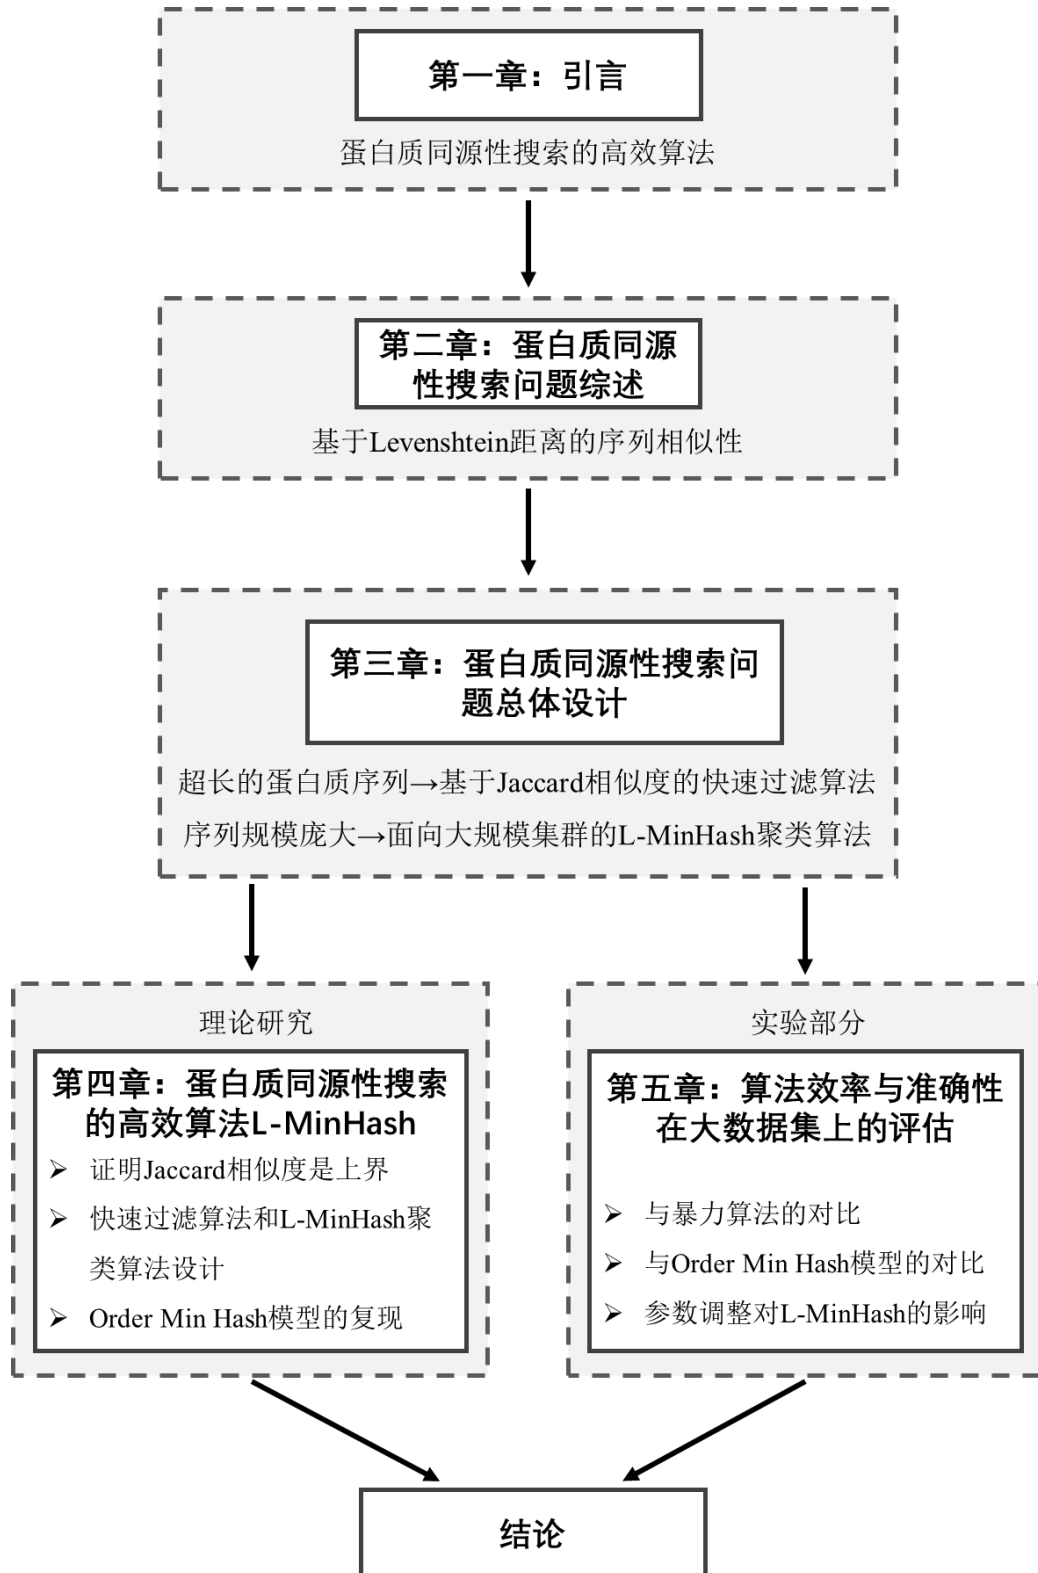 第一章：引言
蛋白质同源性搜索的高效算法
第二章：蛋白质同源
性搜索问题综述
基于Levenshtein距离的序列相似性
第三章：蛋白质同源性搜索问
题总体设计
超长的蛋白质序列→基于Jaccard相似度的快速过滤算法
序列规模庞大→面向大规模集群的L-MinHash聚类算法
理论研究
第四章：蛋白质同源性搜索
的高效算法L-MinHash
➢ 证明Jaccard相似度是上界
➢ 快速过滤算法和L-MinHash聚
类算法设计
➢ Order Min Hash模型的复现
实验部分
第五章：算法效率与准确性
在大数据集上的评估
➢ 与暴力算法的对比
➢ 与Order Min Hash模型的对比
➢ 参数调整对L-MinHash的影响
结论